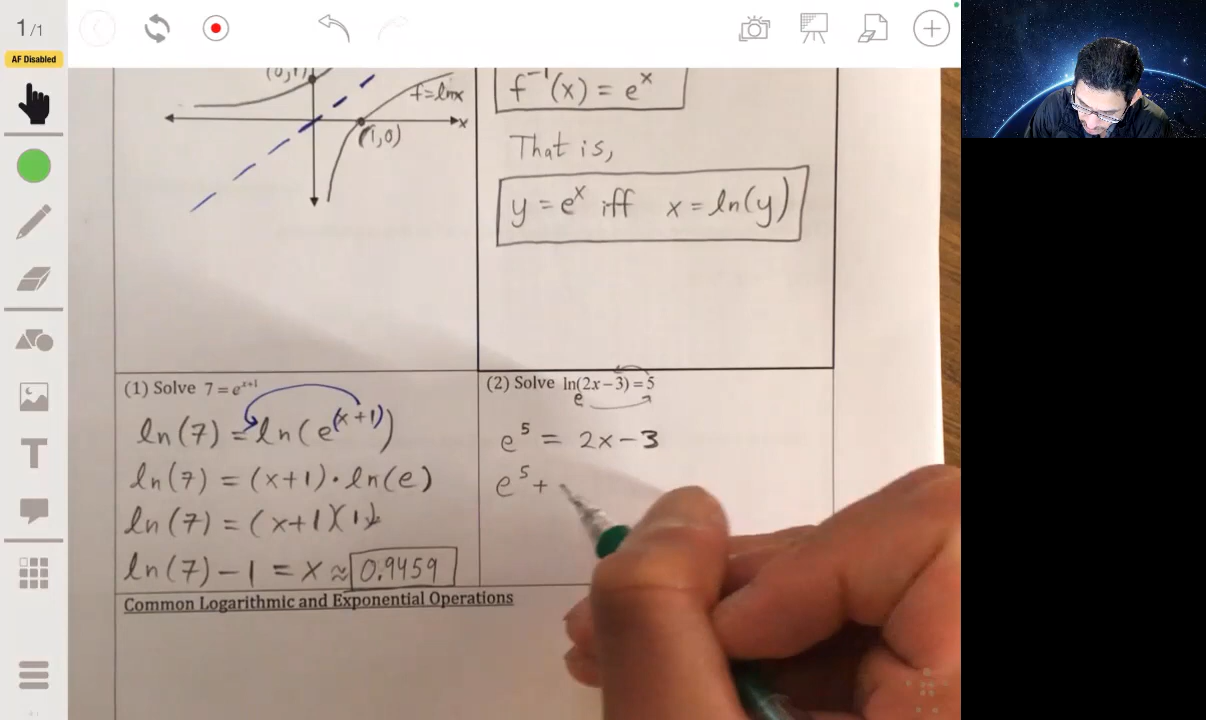 1/1
AF Disabled
T
(0,1)
f=lnx
x
(1,0)
f⁻¹(x) = eˣ
That is,
y = eˣ iff x = ln(y)
(1) Solve 7 = eˣ⁺¹
ln(7) = ln(e^(x+1))
ln(7) = (x+1)·ln(e)
ln(7) = (x+1)(1)
ln(7) - 1 = x ≈ 0.9459
(2) Solve ln(2x-3) = 5
e
e⁵ = 2x - 3
e⁵ +
Common Logarithmic and Exponential Operations